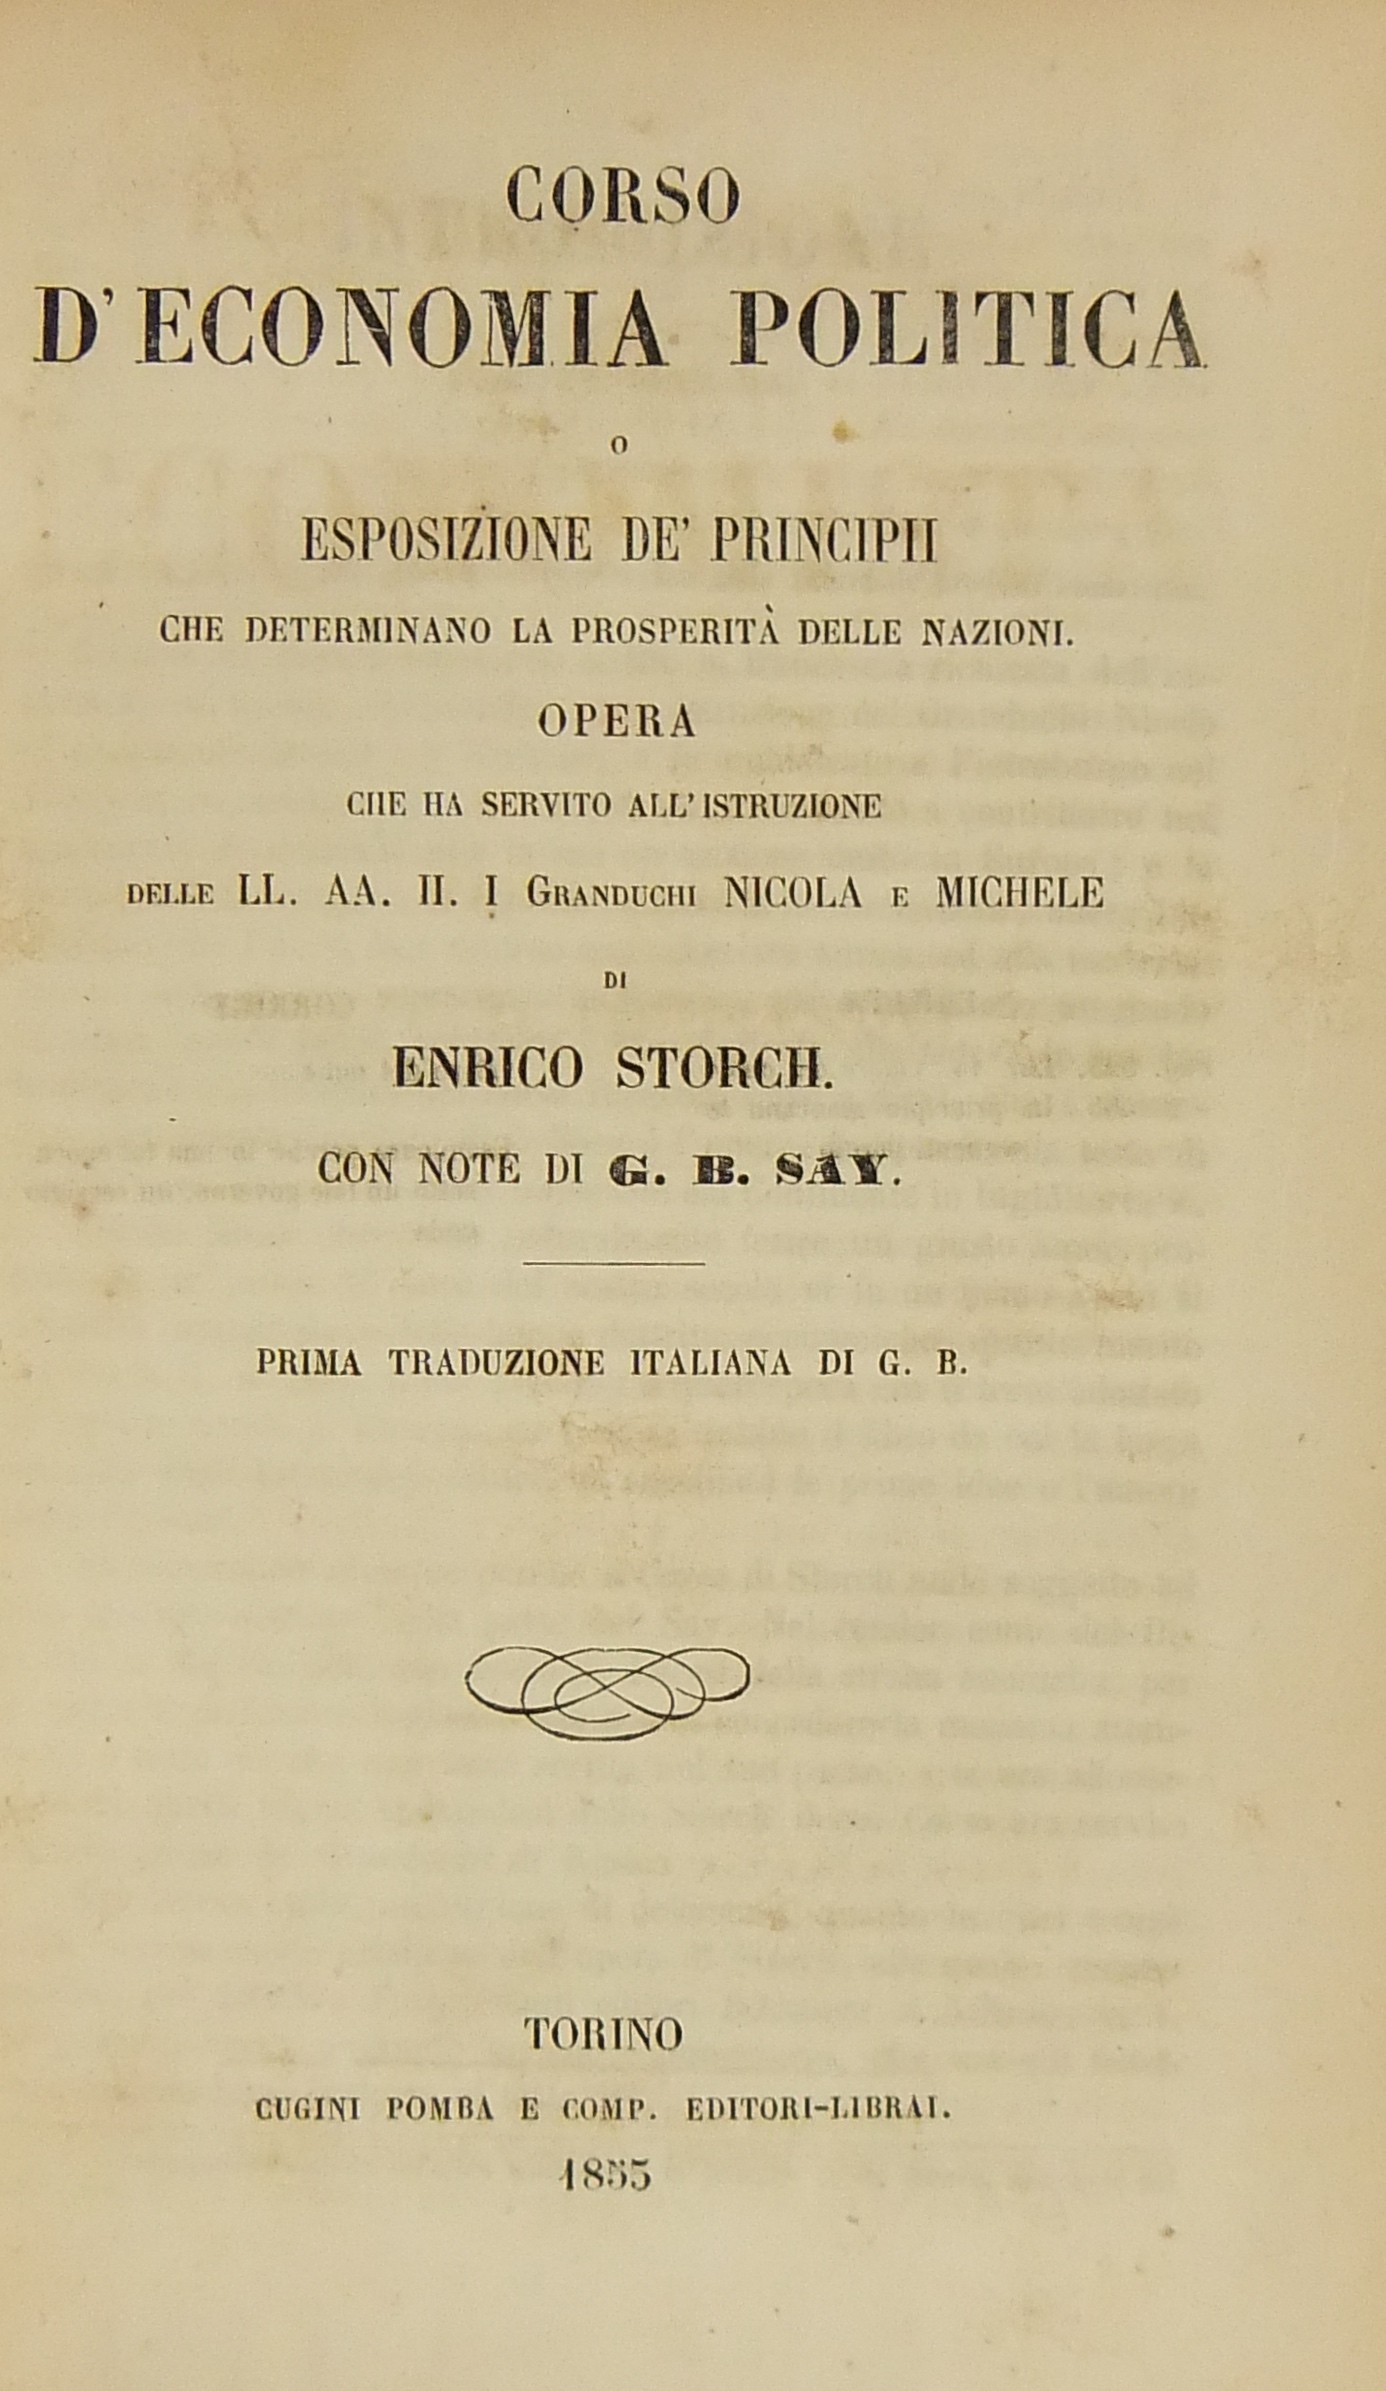 CORSO
D'ECONOMIA POLITICA
O
ESPOSIZIONE DE' PRINCIPII
CHE DETERMINANO LA PROSPERITÀ DELLE NAZIONI.
OPERA
CHE HA SERVITO ALL'ISTRUZIONE
DELLE LL. AA. II. I GRANDUCHI NICOLA E MICHELE
DI
ENRICO STORCH.
CON NOTE DI G. B. SAY.
PRIMA TRADUZIONE ITALIANA DI G. B.
TORINO
CUGINI POMBA E COMP. EDITORI-LIBRAI.
1853